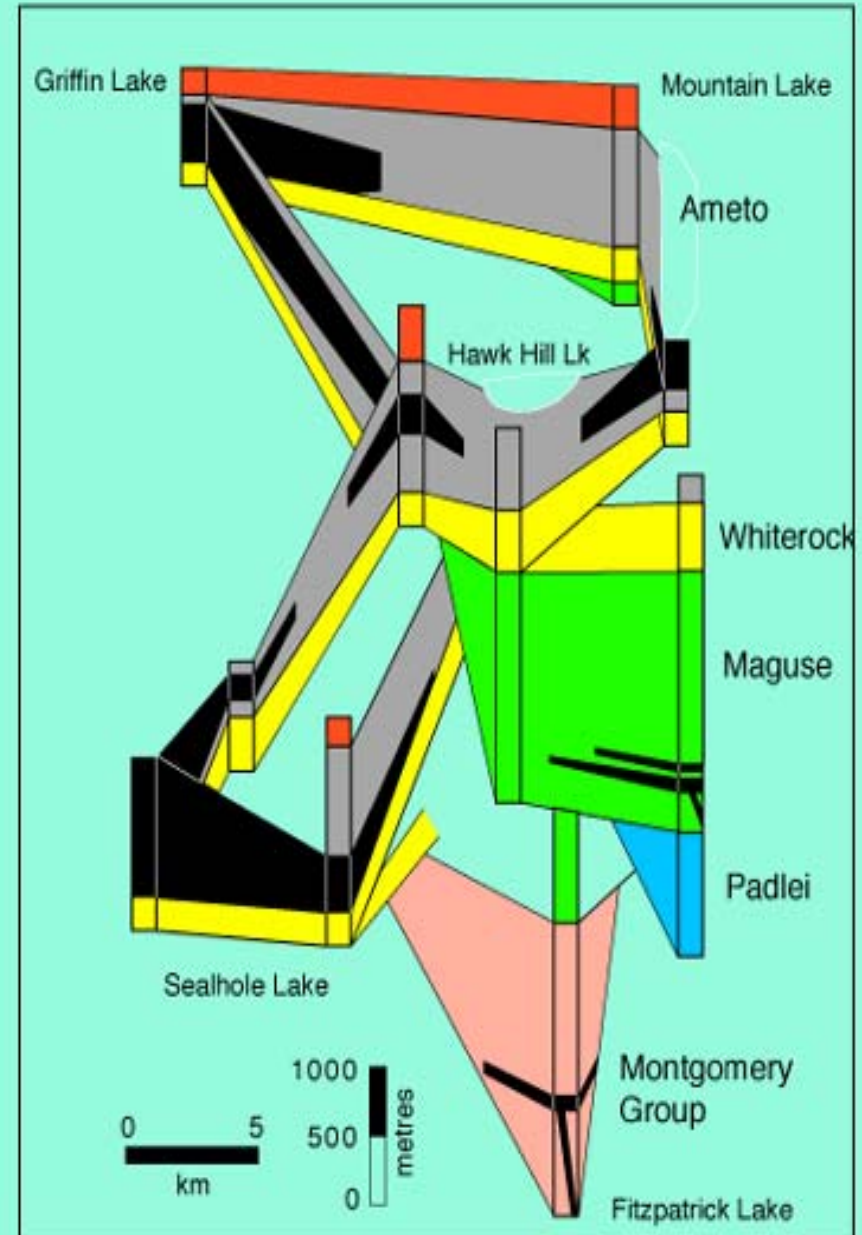 Griffin Lake
Mountain Lake
Ameto
Hawk Hill Lk
Whiterock
Maguse
Padlei
Sealhole Lake
Montgomery
Group
1000
500
0
metres
0 5
km
Fitzpatrick Lake